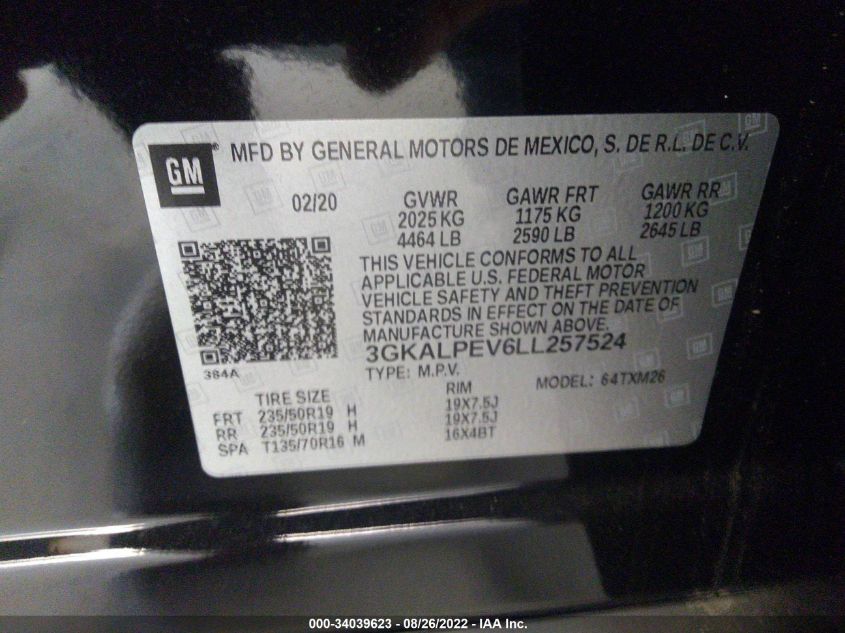 GM ® MFD BY GENERAL MOTORS DE MEXICO, S. DE R.L. DE C.V.
02/20 GVWR GAWR FRT GAWR RR
2025 KG 1175 KG 1200 KG
4464 LB 2590 LB 2645 LB
THIS VEHICLE CONFORMS TO ALL
APPLICABLE U.S. FEDERAL MOTOR
VEHICLE SAFETY AND THEFT PREVENTION
STANDARDS IN EFFECT ON THE DATE OF
MANUFACTURE SHOWN ABOVE.
3GKALPEV6LL257524
384A TYPE: M.P.V. MODEL: 64TXM26
TIRE SIZE RIM
FRT 235/50R19 H 19X7.5J
RR 235/50R19 H 19X7.5J
SPA T135/70R16 M 16X4BT
000-34039623 - 08/26/2022 - IAA Inc.